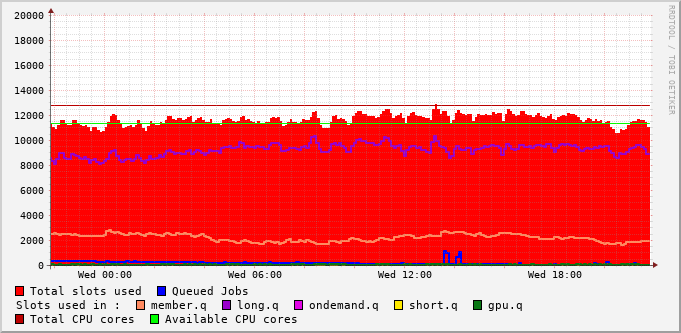 20000
18000
16000
14000
12000
10000
8000
6000
4000
2000
0
Wed 00:00 Wed 06:00 Wed 12:00 Wed 18:00
RRDTOOL / TOBI OETIKER
Total slots used Queued Jobs
Slots used in : member.q long.q ondemand.q short.q gpu.q
Total CPU cores Available CPU cores